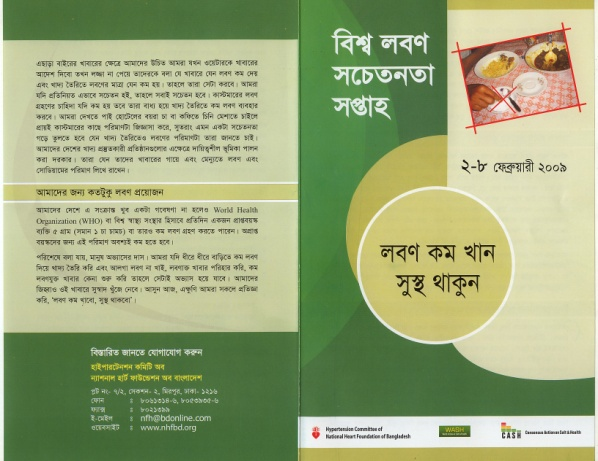 এছাড়া বাইরের খাবারের ক্ষেত্রে আমাদের উচিত আমরা যখন ওয়েটারকে খাবারের
আদেশ দিবো তখন লজ্জা না পেয়ে তাদেরকে বলা যে খাবারে যেন লবণ কম দেয়
এবং খাদ্য তৈরিতে লবণের মাত্রা যেন কম হয়। তাহলে তারা সেটা করবে। আমরা
যদি প্রতিনিয়ত এভাবে সচেতন হই, তাহলে সবাই সচেতন হবে। কাস্টমারের লবণ
গ্রহণের চাহিদা যদি কম হয় তবে তারা বাধ্য হয়ে খাদ্য তৈরিতে কম লবণ ব্যবহার
করবে। আমরা দেখতে পাই হোটেলের বয়রা চা বা কফিতে চিনি মেশাতে চাইলে
প্রায়ই কাস্টমারের কাছে পরিমাণটা জিজ্ঞাসা করে, সুতরাং এমন একটা সচেতনতা
গড়ে তুলতে হবে যেন খাদ্য তৈরিতেও লবণের পরিমাণটা তারা জানতে চাই।
আমাদের দেশের খাদ্য প্রস্তুতকারী প্রতিষ্ঠানগুলোর এক্ষেত্রে দায়িত্বশীল ভূমিকা পালন
করা দরকার। তারা যেন তাদের খাবারের গায়ে এবং মেন্যুতে লবণ এবং
সোডিয়ামের পরিমাণ লিখে রাখেন।
আমাদের জন্য কতটুকু লবণ প্রয়োজন
আমাদের দেশে এ সংক্রান্ত খুব একটা গবেষণা না হলেও World Health
Organization (WHO) বা বিশ্ব স্বাস্থ্য সংস্থার হিসাবে প্রতিদিন একজন প্রাপ্তবয়স্ক
ব্যক্তি ৫ গ্রাম (সমান ১ চা চামচ) বা তারও কম লবণ গ্রহণ করতে পারেন। অপ্রাপ্ত
বয়স্কদের জন্য এই পরিমাণ অবশ্যই কম হতে হবে।
পরিশেষে বলা যায়, মানুষ অভ্যাসের দাস। আমরা যদি ধীরে ধীরে বাড়িতে কম লবণ
দিয়ে খাদ্য তৈরি করি এবং আলগা লবণ না খাই, লবণাক্ত খাবার পরিহার করি, কম
লবণযুক্ত খাবার কেনা শুরু করি তাহলে সেটাই অভ্যাস হয়ে যাবে। আমাদের
জিহ্বাও ওই খাবারে সুস্বাদ খুঁজে নেবে। আসুন আজ, এক্ষুণি আমরা সকলে প্রতিজ্ঞা
করি, ‘লবণ কম খাবো, সুস্থ থাকবো’।
বিস্তারিত জানতে যোগাযোগ করুন
হাইপারটেনশন কমিটি অব
ন্যাশনাল হার্ট ফাউন্ডেশন অব বাংলাদেশ
প্লট নং- ৭/২, সেকশন- ২, মিরপুর, ঢাকা- ১২১৬
ফোন : ৮০৬১৩১৪-৬, ৮০৫৩৯৩৫-৬
ফ্যাক্স : ৮০২১৩৯৯
ই-মেইল : nfh@bdonline.com
ওয়েবসাইট : www.nhfbd.org
বিশ্ব লবণ
সচেতনতা
সপ্তাহ
২-৮ ফেব্রুয়ারী ২০০৯
লবণ কম খান
সুস্থ থাকুন
Hypertension Committee of
National Heart Foundation of Bangladesh
WASH
CASH
Consensus Action on Salt & Health